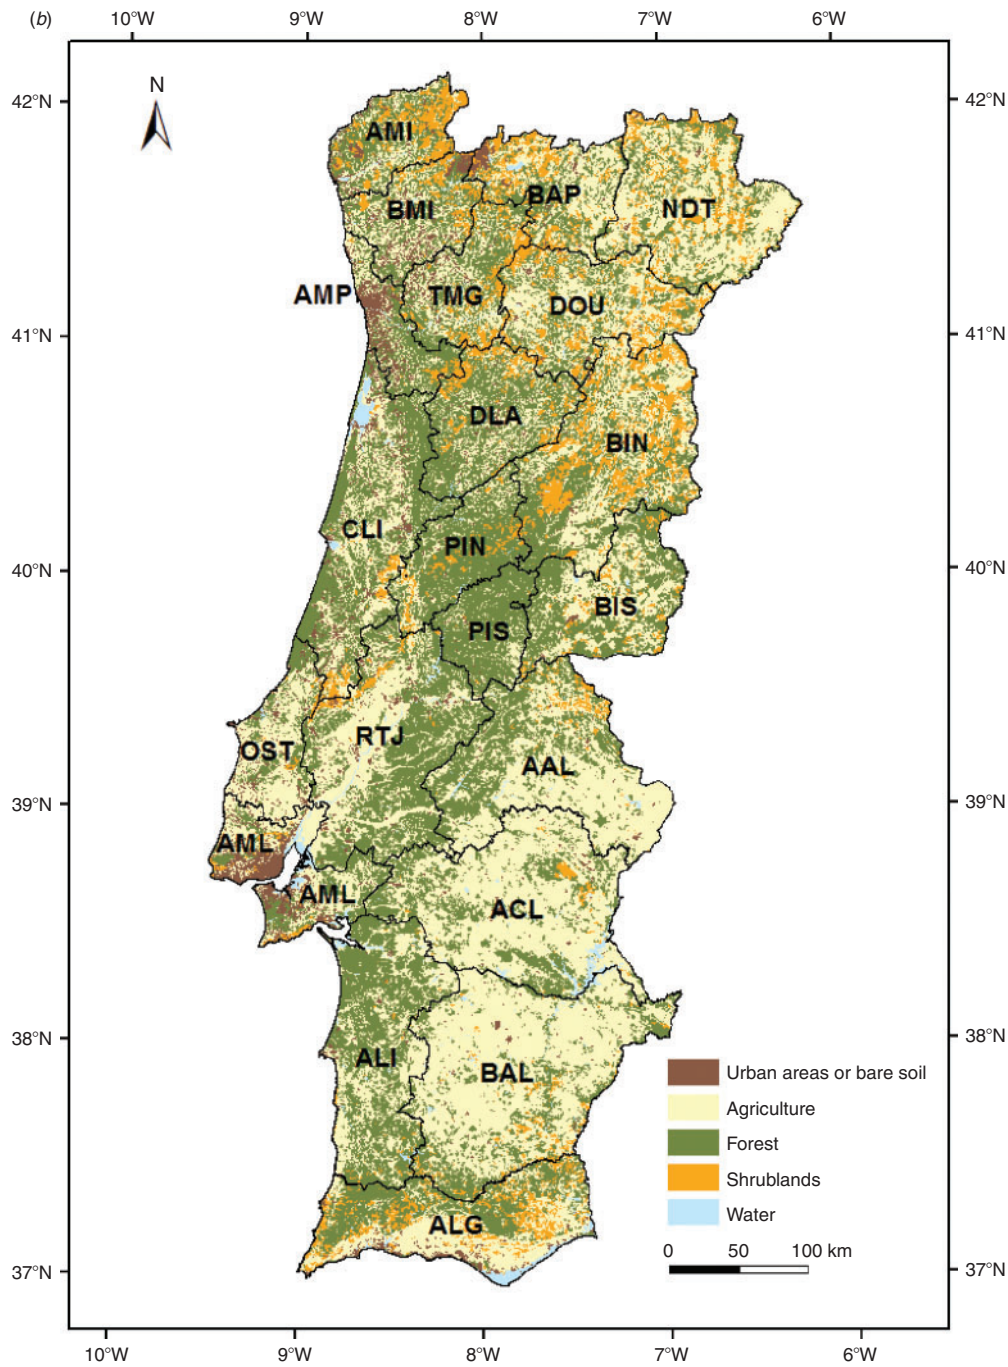 (b)
10°W 9°W 8°W 7°W 6°W
N
42°N 42°N
AMI
BAP
NDT
BMI
AMP
TMG
DOU
41°N 41°N
DLA
BIN
CLI
PIN
40°N 40°N
BIS
PIS
RTJ
OST
AAL
39°N 39°N
AML
AML
ACL
38°N 38°N
ALI
BAL
Urban areas or bare soil
Agriculture
Forest
Shrublands
Water
ALG
0 50 100 km
37°N 37°N
10°W 9°W 8°W 7°W 6°W